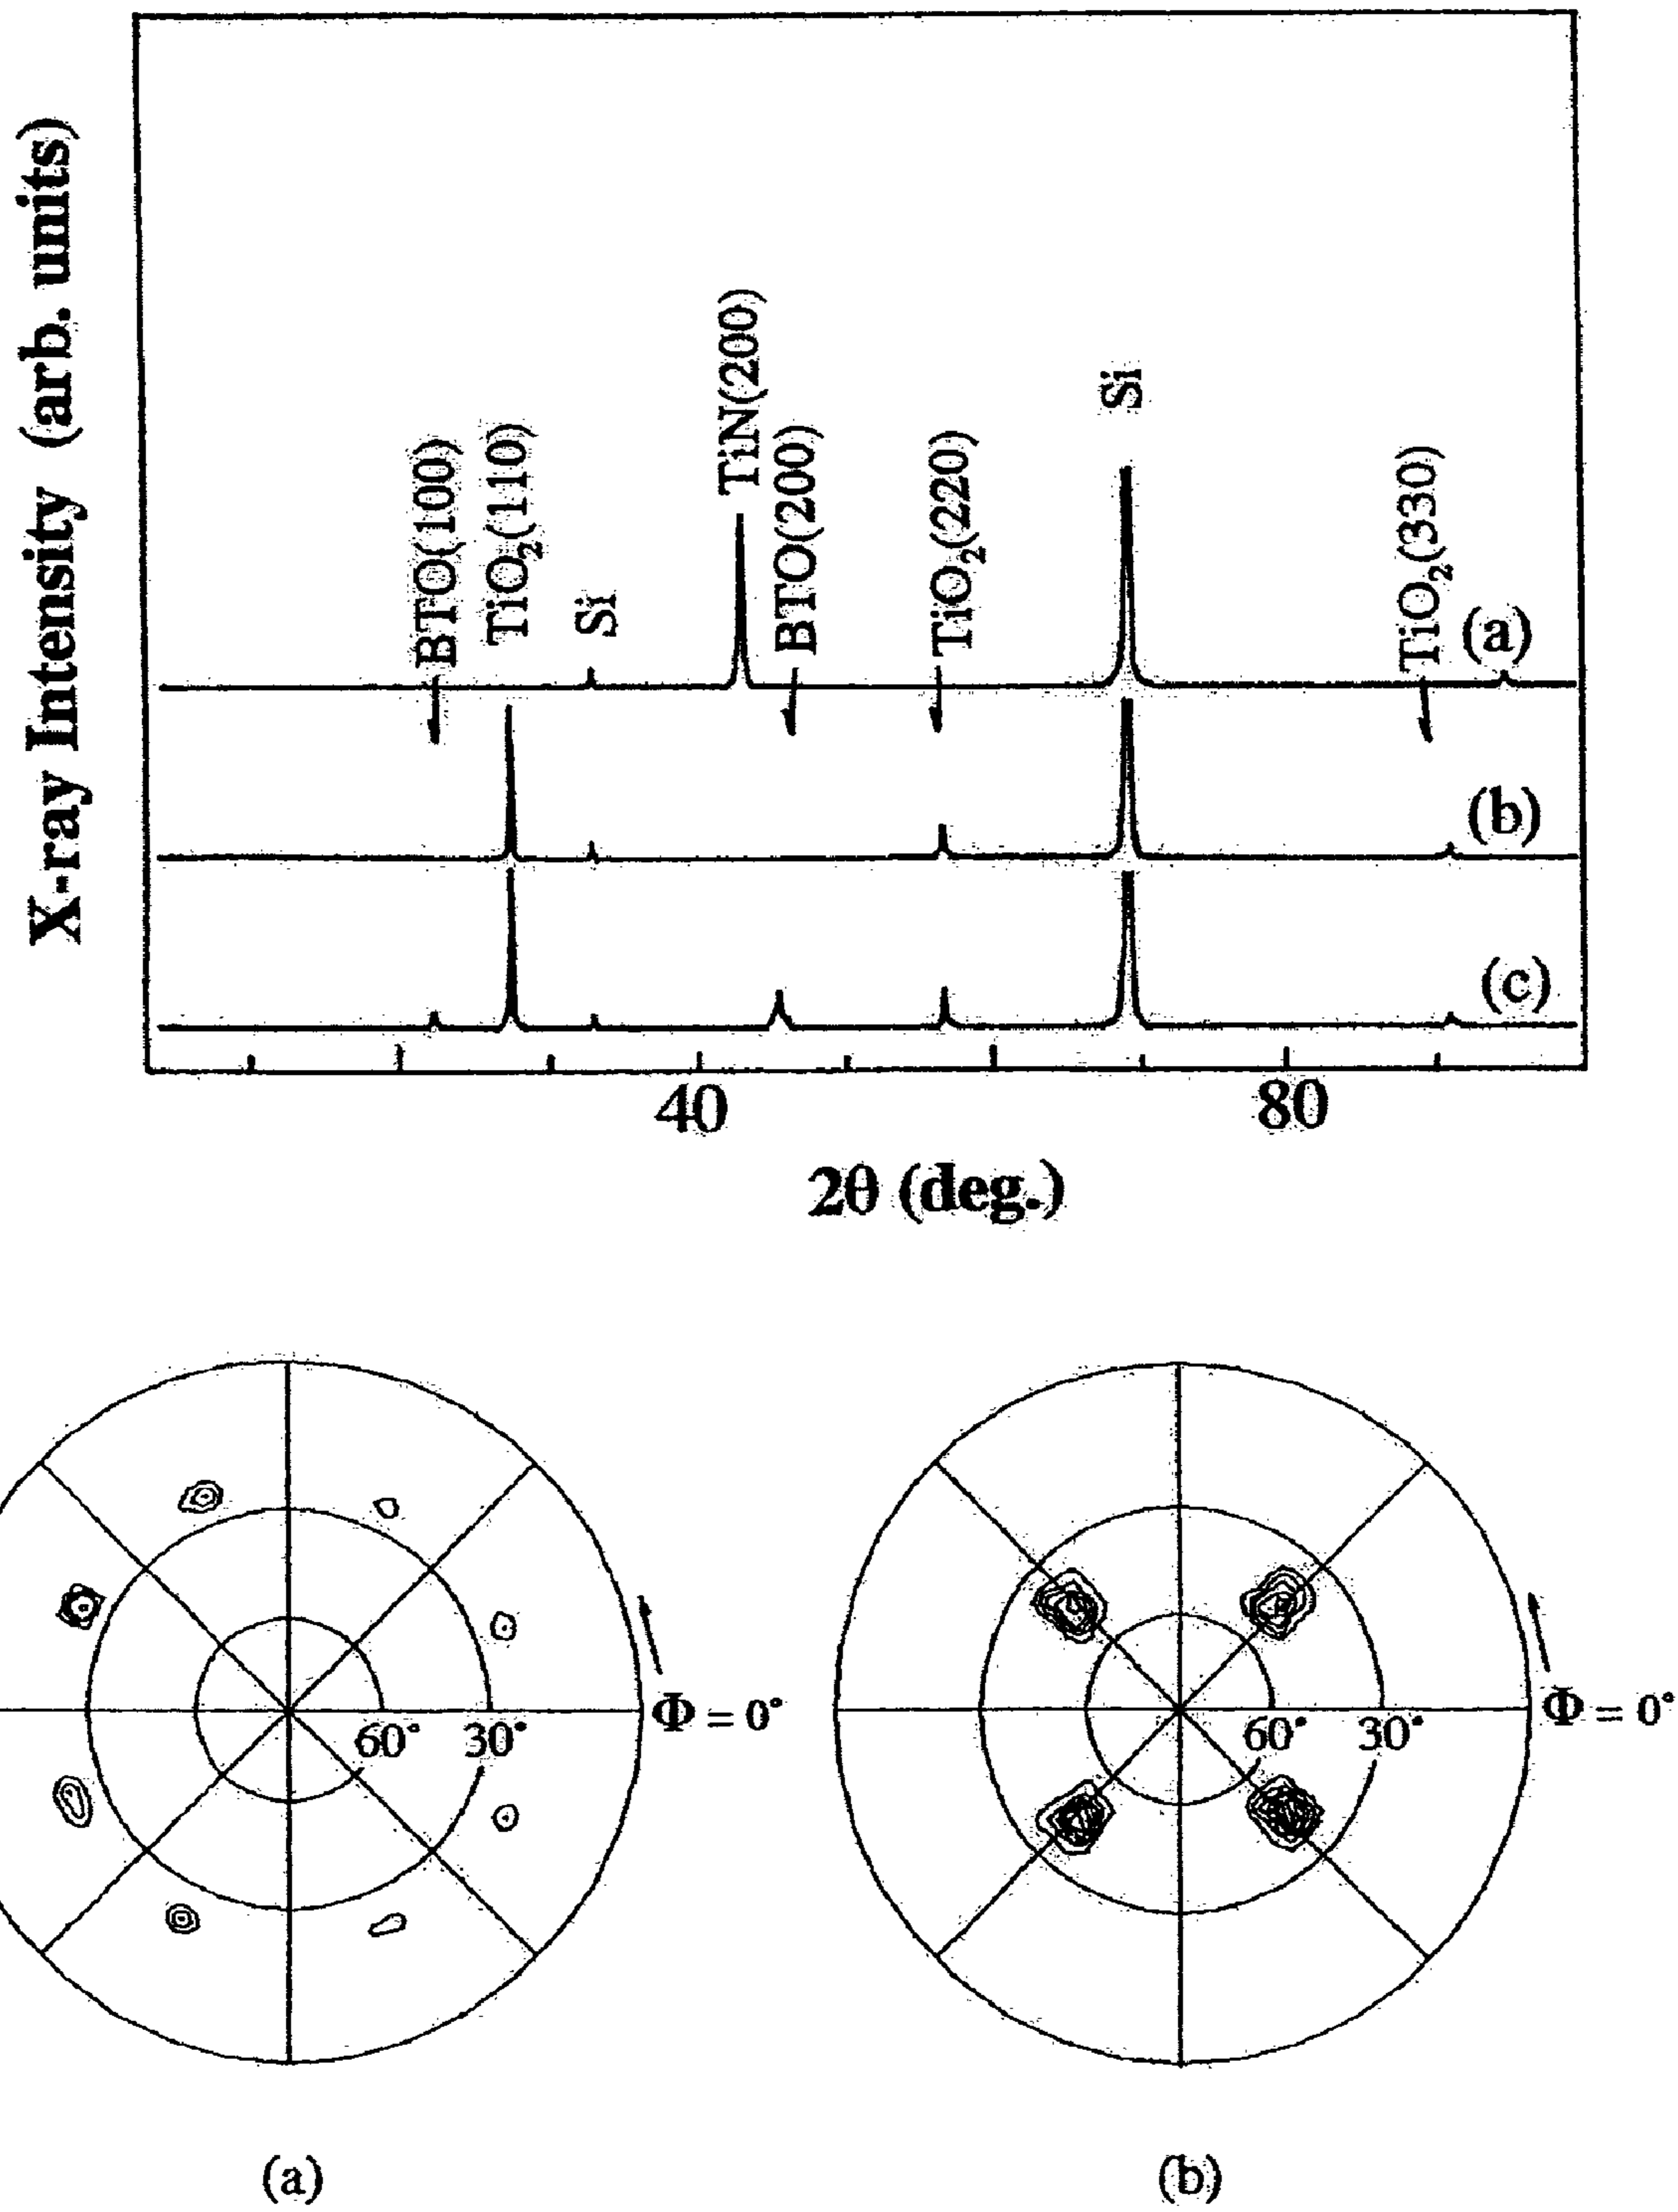 X-ray Intensity (arb. units)
BTO(100)
TiO₂(110)
Si
TiN(200)
BTO(200)
TiO₂(220)
Si
TiO₂(330)
(a)
(b)
(c)
40
80
2θ (deg.)
60° 30° Φ = 0°
60° 30° Φ = 0°
(a)
(b)